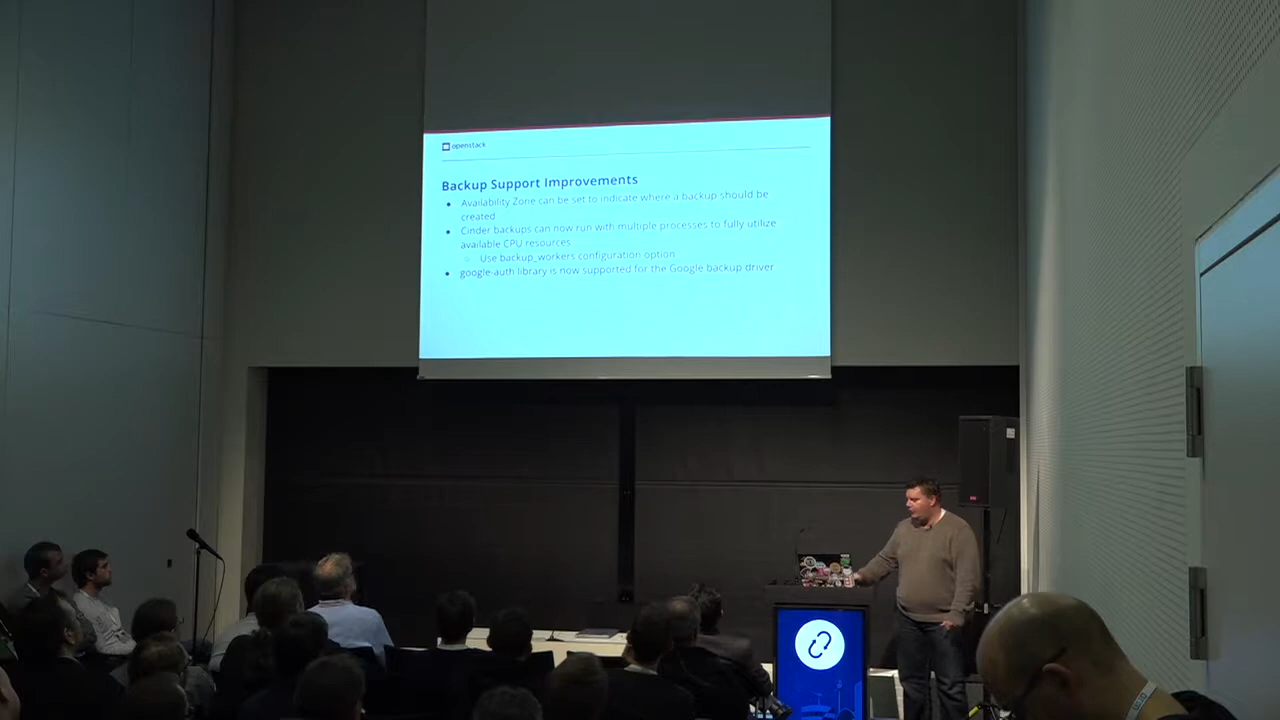 openstack
Backup Support Improvements
● Availability Zone can be set to indicate where a backup should be
created
● Cinder backups can now run with multiple processes to fully utilize
available CPU resources
○ Use backup_workers configuration option
● google-auth library is now supported for the Google backup driver